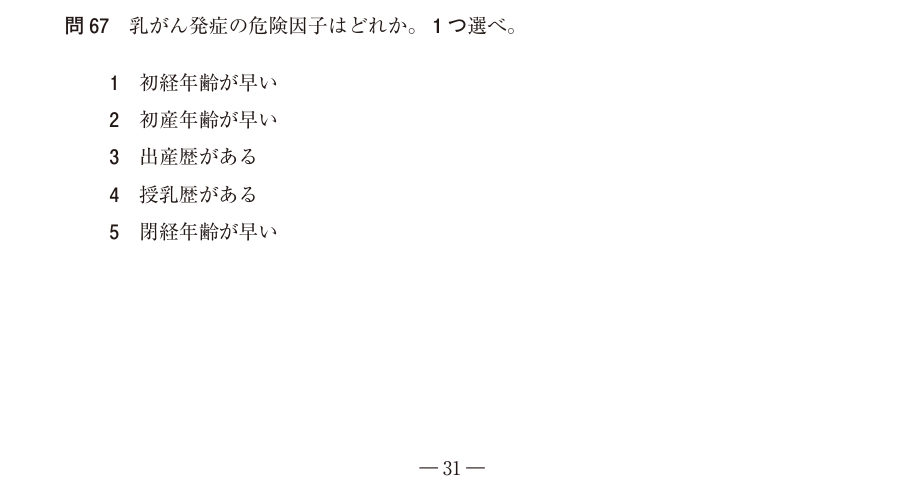 問 67　乳がん発症の危険因子はどれか。1 つ選べ。
1　初経年齢が早い
2　初産年齢が早い
3　出産歴がある
4　授乳歴がある
5　閉経年齢が早い
— 31 —